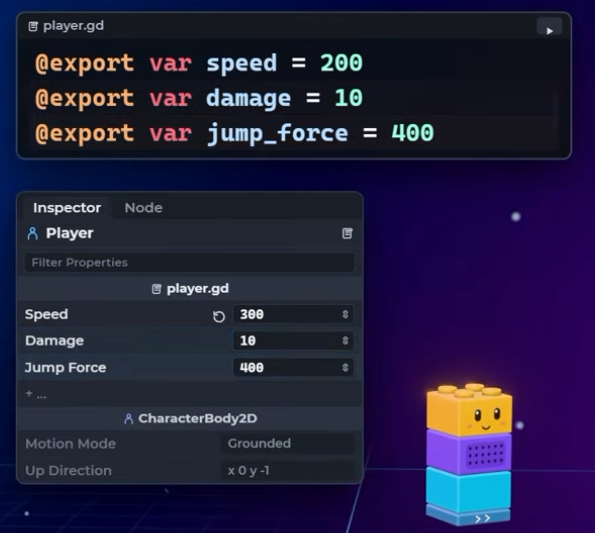 player.gd
@export var speed = 200
@export var damage = 10
@export var jump_force = 400
Inspector Node
Player
Filter Properties
player.gd
Speed 300
Damage 10
Jump Force 400
+ ...
CharacterBody2D
Motion Mode Grounded
Up Direction x 0 y -1
>>